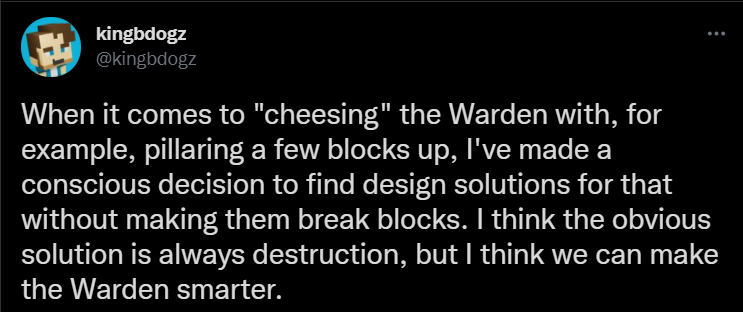 kingbdogz
@kingbdogz
When it comes to "cheesing" the Warden with, for
example, pillaring a few blocks up, I've made a
conscious decision to find design solutions for that
without making them break blocks. I think the obvious
solution is always destruction, but I think we can make
the Warden smarter.